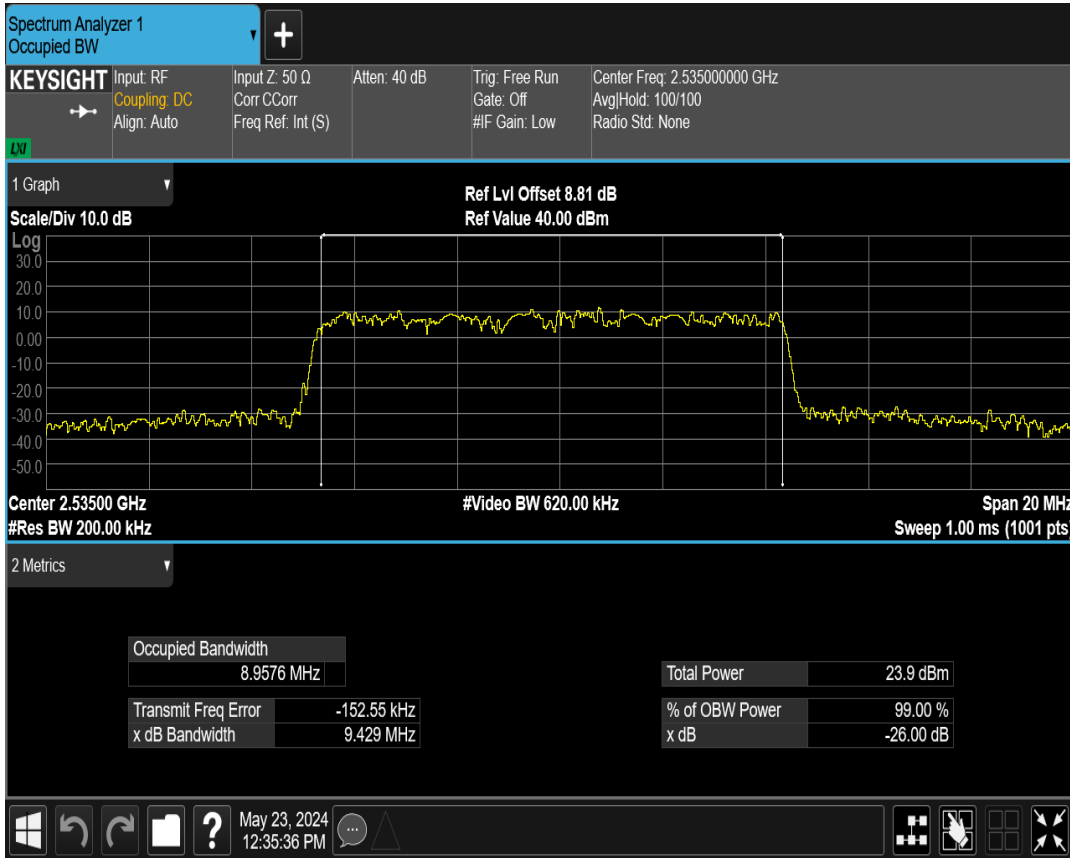 Spectrum Analyzer 1
Occupied BW
+
KEYSIGHT
LXI
Input: RF
Coupling: DC
Align: Auto
Input Z: 50 Ω
Corr CCorr
Freq Ref: Int (S)
Atten: 40 dB
Trig: Free Run
Gate: Off
#IF Gain: Low
Center Freq: 2.535000000 GHz
Avg|Hold: 100/100
Radio Std: None
1 Graph
Scale/Div 10.0 dB
Ref Lvl Offset 8.81 dB
Ref Value 40.00 dBm
Log
30.0
20.0
10.0
0.00
-10.0
-20.0
-30.0
-40.0
-50.0
Center 2.53500 GHz
#Video BW 620.00 kHz
Span 20 MHz
#Res BW 200.00 kHz
Sweep 1.00 ms (1001 pts)
2 Metrics
Occupied Bandwidth
8.9576 MHz
Transmit Freq Error -152.55 kHz
x dB Bandwidth 9.429 MHz
Total Power 23.9 dBm
% of OBW Power 99.00 %
x dB -26.00 dB
?
May 23, 2024
12:35:36 PM